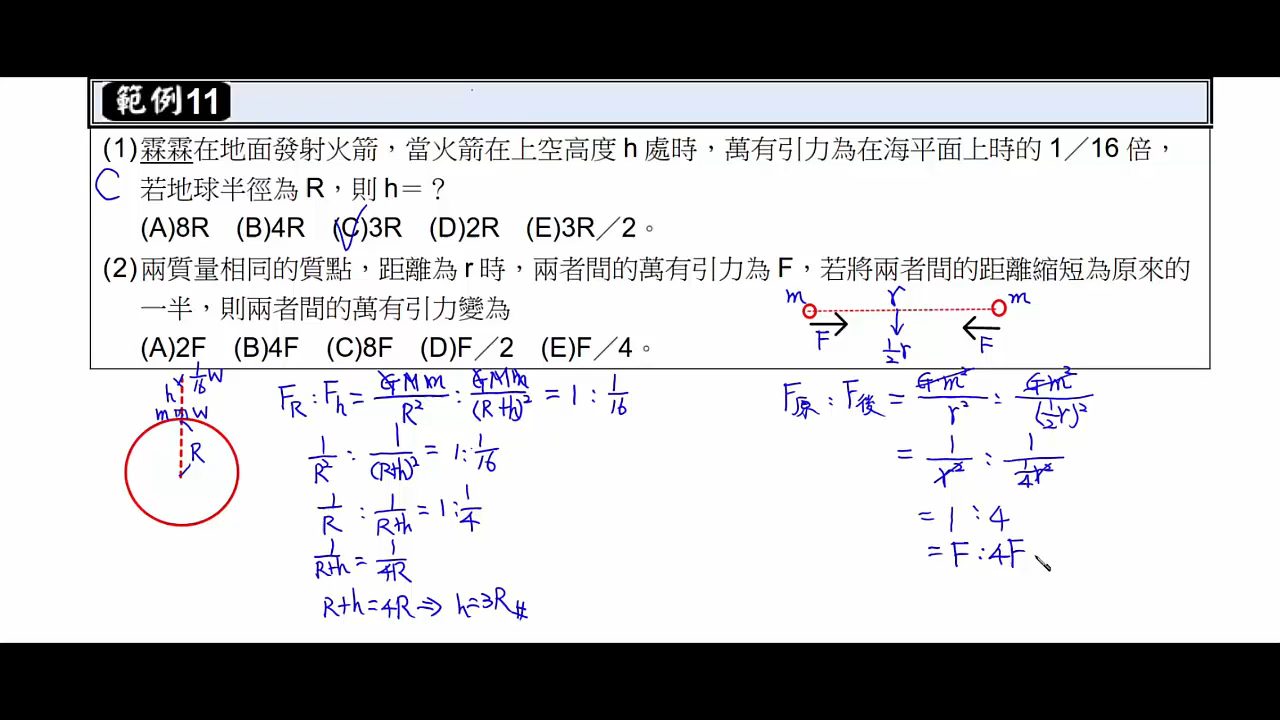 範例11
(1)霖霖在地面發射火箭，當火箭在上空高度 h 處時，萬有引力為在海平面上時的 1／16 倍，
C 若地球半徑為 R，則 h＝？
(A)8R (B)4R (C)3R (D)2R (E)3R／2。
(2)兩質量相同的質點，距離為 r 時，兩者間的萬有引力為 F，若將兩者間的距離縮短為原來的
一半，則兩者間的萬有引力變為
m r m
F ½r F
(A)2F (B)4F (C)8F (D)F／2 (E)F／4。
h 1/16 W
m W
R
F_R : F_h = GMm/R² : GMm/(R+h)² = 1 : 1/16
1/R² : 1/(R+h)² = 1 : 1/16
1/R : 1/(R+h) = 1 : 1/4
1/(R+h) = 1/4R
R+h=4R ⇒ h=3R #
F原 : F後 = Gm²/r² : Gm²/(½r)²
= 1/r² : 1/(¼r²)
= 1 : 4
= F : 4F